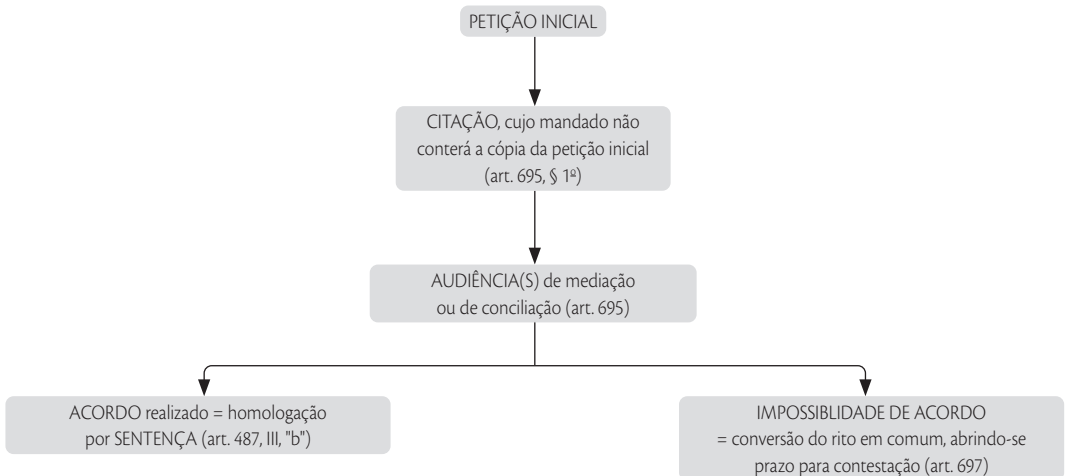 PETIÇÃO INICIAL
CITAÇÃO, cujo mandado não
conterá a cópia da petição inicial
(art. 695, § 1º)
AUDIÊNCIA(S) de mediação
ou de conciliação (art. 695)
ACORDO realizado = homologação
por SENTENÇA (art. 487, III, "b")
IMPOSSIBLIDADE DE ACORDO
= conversão do rito em comum, abrindo-se
prazo para contestação (art. 697)